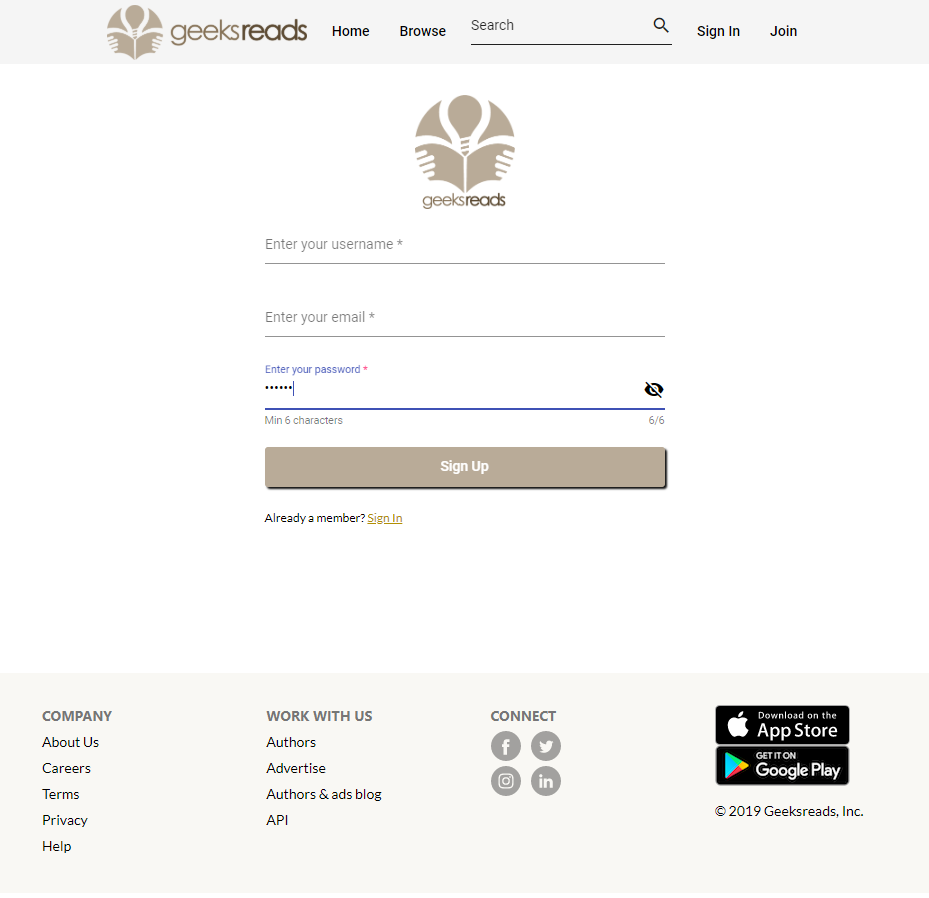 geeksreads Home Browse Search Sign In Join
geeksreads
Enter your username *
Enter your email *
Enter your password *
••••••
Min 6 characters 6/6
Sign Up
Already a member? Sign In
COMPANY
About Us
Careers
Terms
Privacy
Help
WORK WITH US
Authors
Advertise
Authors & ads blog
API
CONNECT
Download on the
App Store
GET IT ON
Google Play
© 2019 Geeksreads, Inc.